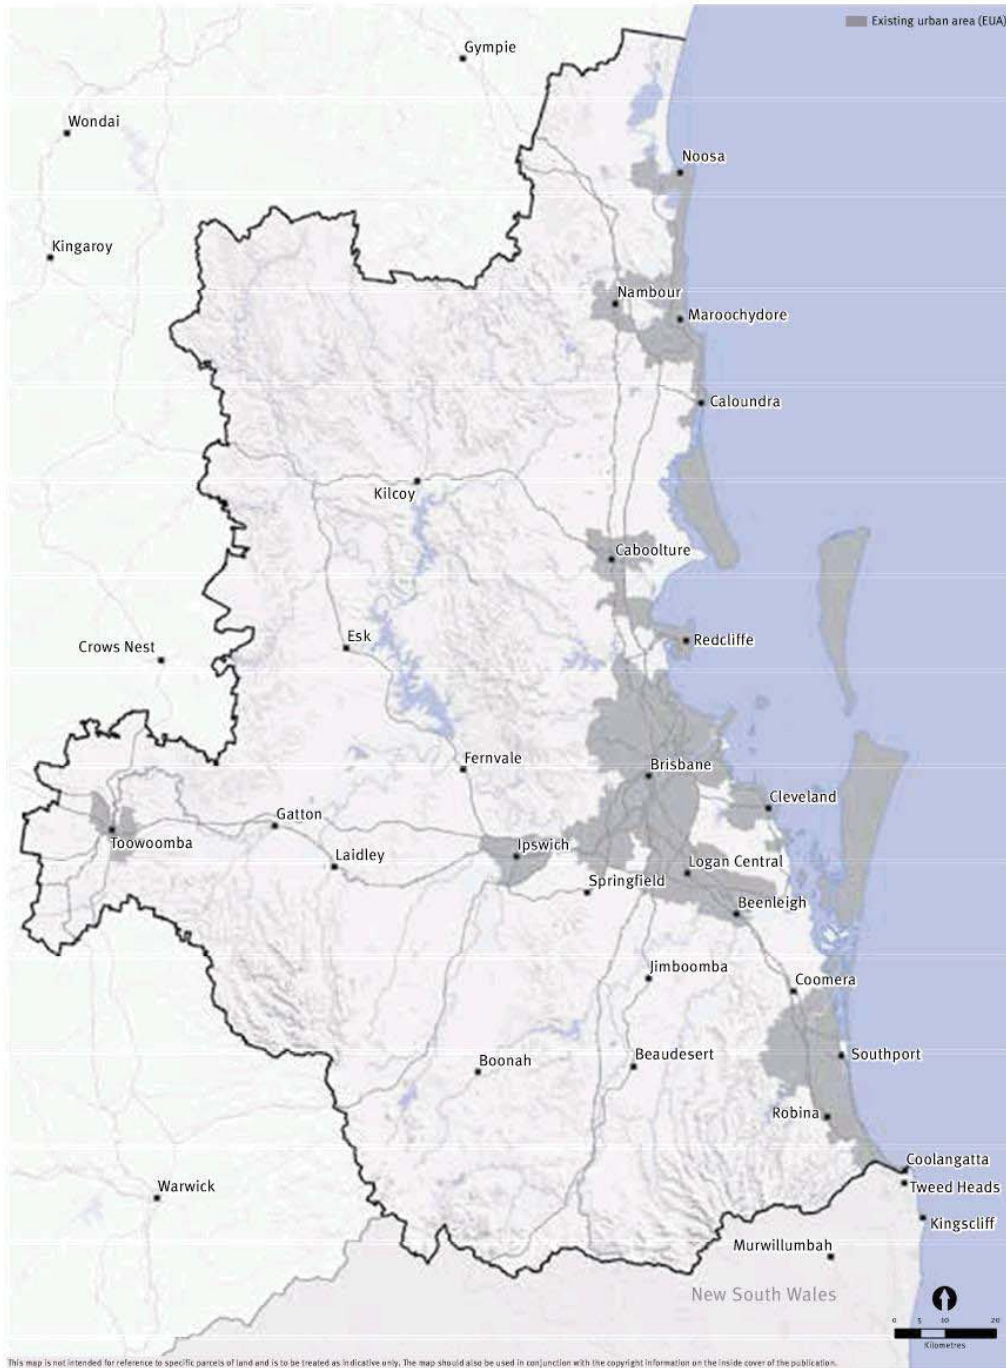 Existing urban area (EUA)
Gympie
Wondai
Noosa
Kingaroy
Nambour
Maroochydore
Caloundra
Kilcoy
Caboolture
Esk
Redcliffe
Crows Nest
Fernvale
Brisbane
Cleveland
Gatton
Toowoomba
Ipswich
Laidley
Logan Central
Springfield
Beenleigh
Jimboomba
Coomera
Boonah
Beaudesert
Southport
Robina
Coolangatta
Warwick
Tweed Heads
Kingscliff
Murwillumbah
New South Wales
0 5 10 20
Kilometres
This map is not intended for reference to specific parcels of land and is to be treated as indicative only. The map should also be used in conjunction with the copyright information on the inside cover of the publication.